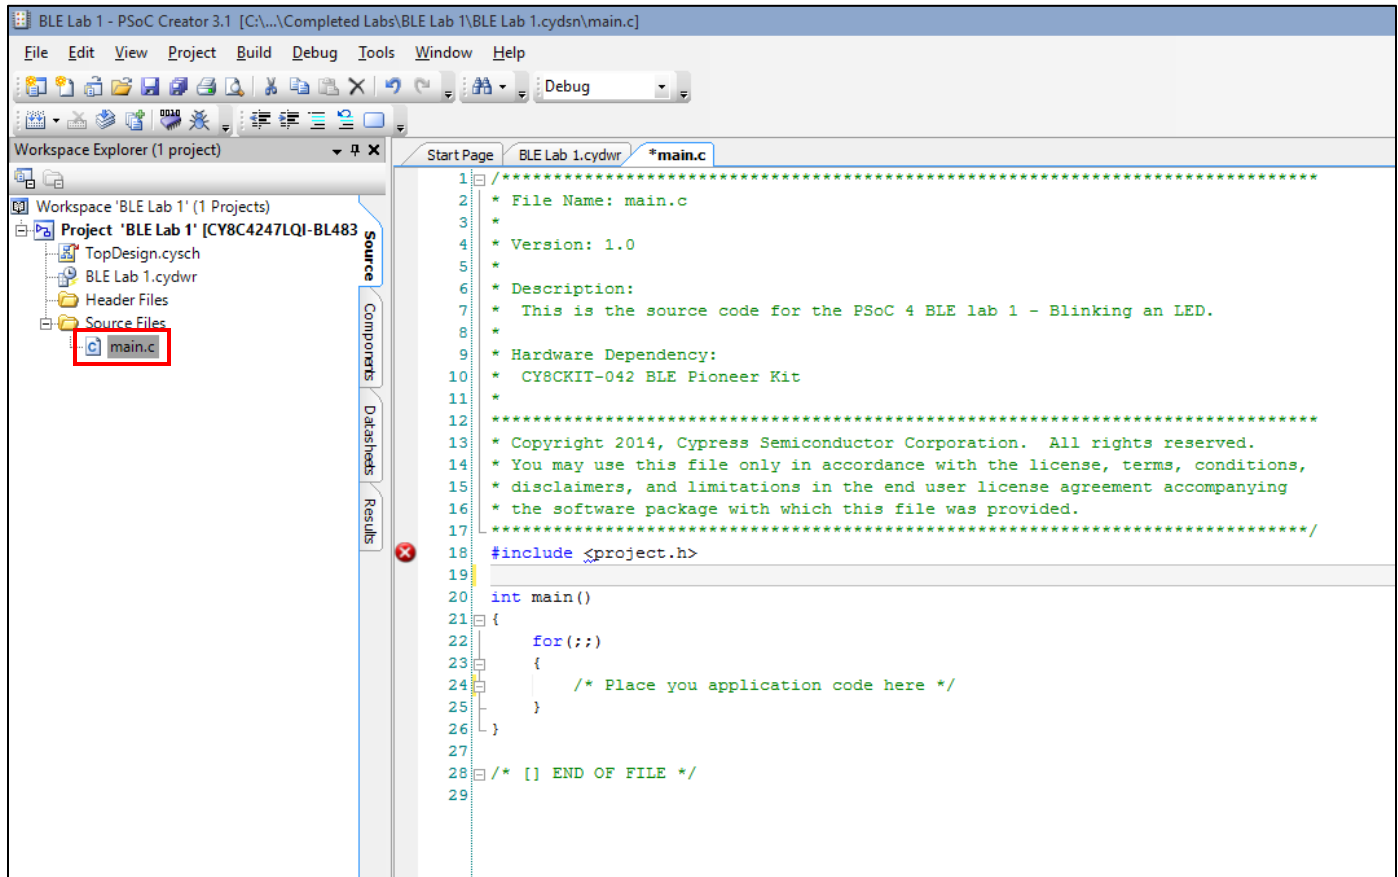 BLE Lab 1 - PSoC Creator 3.1 [C:\...\Completed Labs\BLE Lab 1\BLE Lab 1.cydsn\main.c]
File Edit View Project Build Debug Tools Window Help
Debug
Workspace Explorer (1 project)
Workspace 'BLE Lab 1' (1 Projects)
Project 'BLE Lab 1' [CY8C4247LQI-BL483
TopDesign.cysch
BLE Lab 1.cydwr
Header Files
Source Files
main.c
Source
Components
Datasheets
Results
Start Page BLE Lab 1.cydwr *main.c
1 /*******************************************************************************
2 * File Name: main.c
3 *
4 * Version: 1.0
5 *
6 * Description:
7 *  This is the source code for the PSoC 4 BLE lab 1 - Blinking an LED.
8 *
9 * Hardware Dependency:
10 *  CY8CKIT-042 BLE Pioneer Kit
11 *
12 ********************************************************************************
13 * Copyright 2014, Cypress Semiconductor Corporation.  All rights reserved.
14 * You may use this file only in accordance with the license, terms, conditions,
15 * disclaimers, and limitations in the end user license agreement accompanying
16 * the software package with which this file was provided.
17 *******************************************************************************/
18 #include <project.h>
19
20 int main()
21 {
22     for(;;)
23     {
24         /* Place you application code here */
25     }
26 }
27
28 /* [] END OF FILE */
29